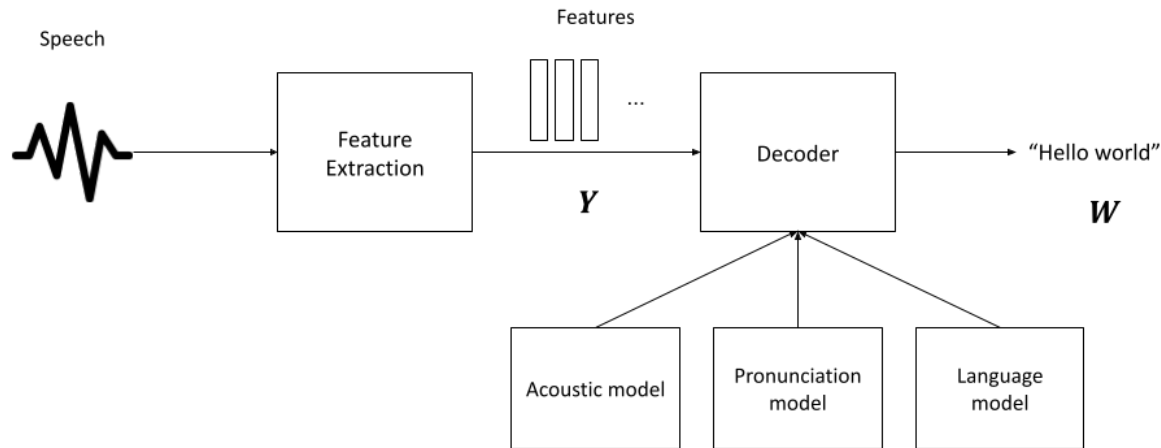 Features
Speech
...
Feature
Extraction
Decoder
“Hello world”
Y
W
Acoustic model
Pronunciation
model
Language
model